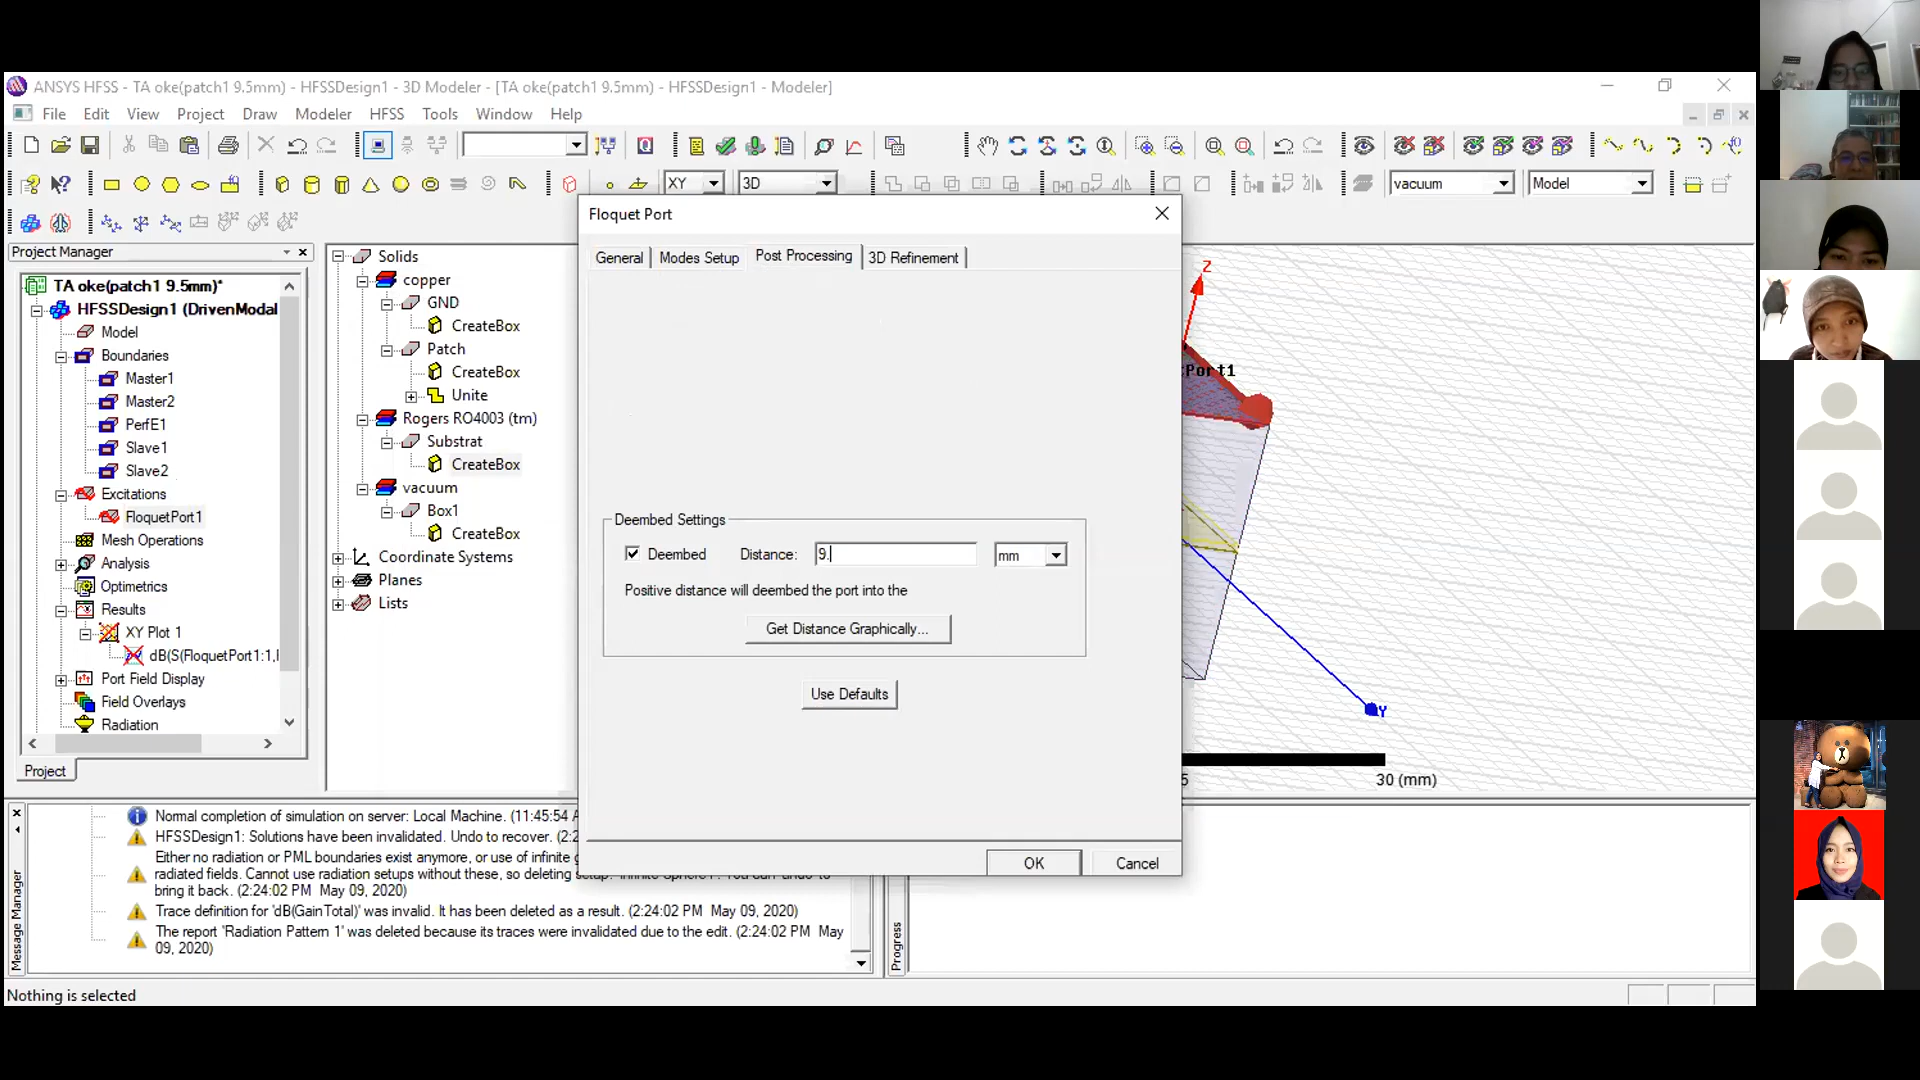 ANSYS HFSS - TA oke(patch1 9.5mm) - HFSSDesign1 - 3D Modeler - [TA oke(patch1 9.5mm) - HFSSDesign1 - Modeler]
File Edit View Project Draw Modeler HFSS Tools Window Help
XY 3D vacuum Model
Project Manager
TA oke(patch1 9.5mm)*
HFSSDesign1 (DrivenModal
Model
Boundaries
Master1
Master2
PerfE1
Slave1
Slave2
Excitations
FloquetPort1
Mesh Operations
Analysis
Optimetrics
Results
XY Plot 1
dB(S(FloquetPort1:1,
Port Field Display
Field Overlays
Radiation
Project
Solids
copper
GND
CreateBox
Patch
CreateBox
Unite
Rogers RO4003 (tm)
Substrat
CreateBox
vacuum
Box1
CreateBox
Coordinate Systems
Planes
Lists
Floquet Port
General Modes Setup Post Processing 3D Refinement
Deembed Settings
Deembed Distance: 9. mm
Positive distance will deembed the port into the
Get Distance Graphically...
Use Defaults
OK Cancel
Z
Port1
Y
5 30 (mm)
Message Manager
Normal completion of simulation on server: Local Machine. (11:45:54 A
HFSSDesign1: Solutions have been invalidated. Undo to recover. (2:2
Either no radiation or PML boundaries exist anymore, or use of infinite g
radiated fields. Cannot use radiation setups without these, so deleting setup:
bring it back. (2:24:02 PM May 09, 2020)
Trace definition for 'dB(GainTotal)' was invalid. It has been deleted as a result. (2:24:02 PM May 09, 2020)
The report 'Radiation Pattern 1' was deleted because its traces were invalidated due to the edit. (2:24:02 PM May
09, 2020)
Progress
Nothing is selected